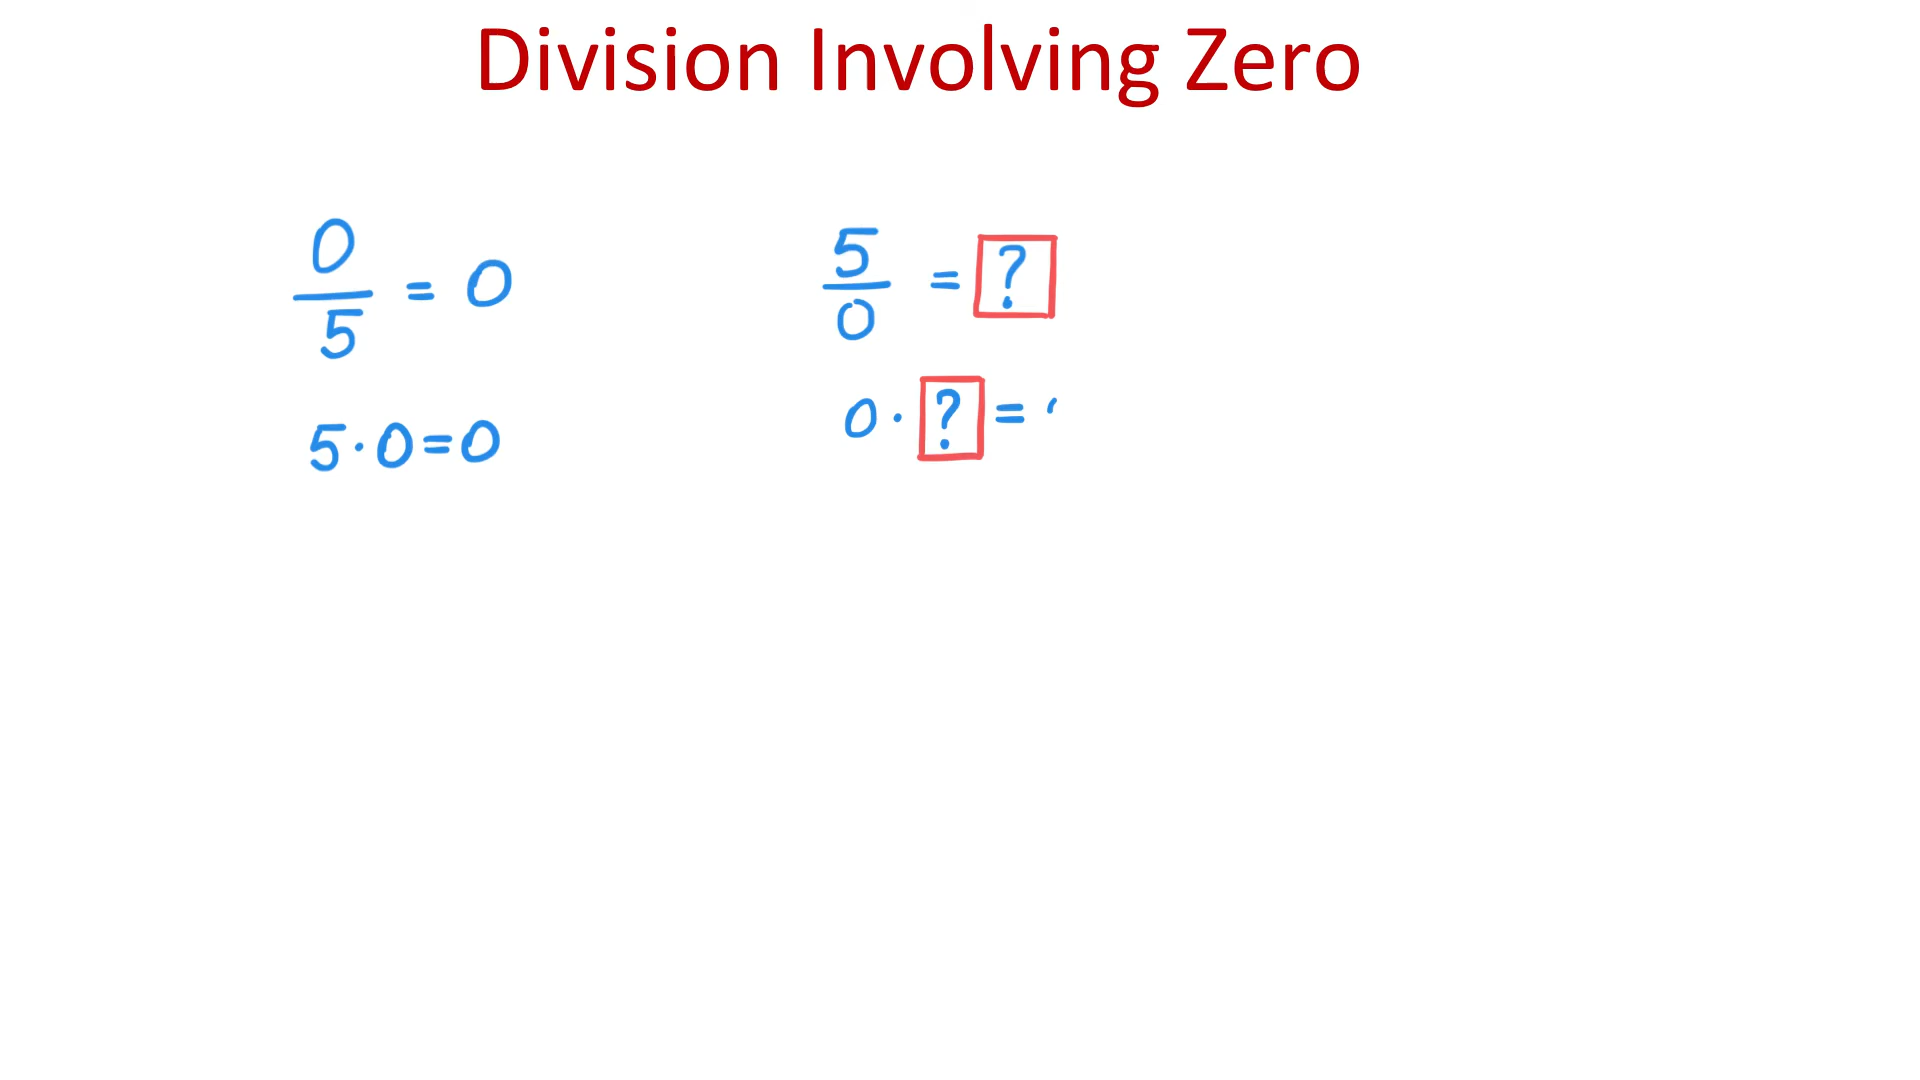 Division Involving Zero
0/5 = 0
5/0 = ?
5·0=0
0·?=